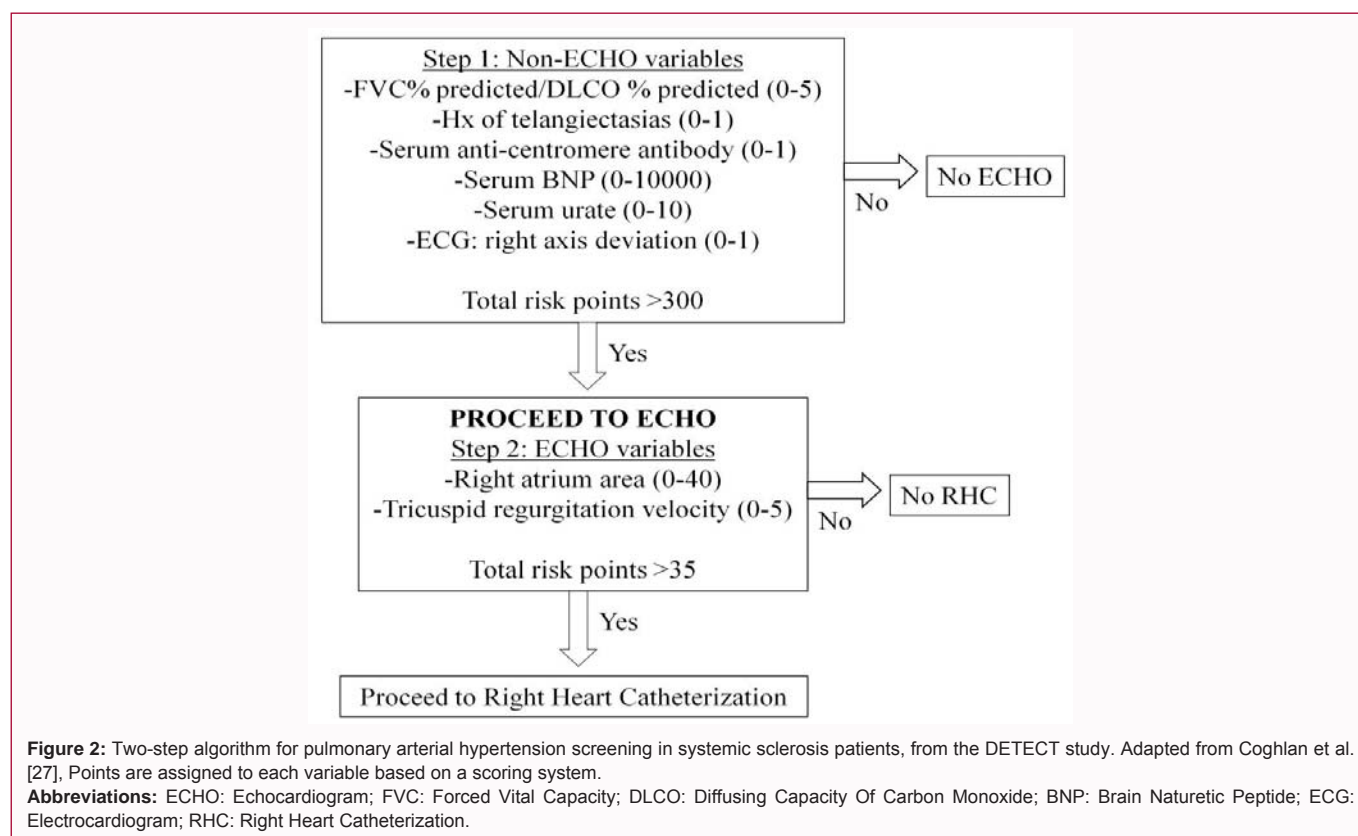 Step 1: Non-ECHO variables
-FVC% predicted/DLCO % predicted (0-5)
-Hx of telangiectasias (0-1)
-Serum anti-centromere antibody (0-1)
-Serum BNP (0-10000)
-Serum urate (0-10)
-ECG: right axis deviation (0-1)
Total risk points >300
No
No ECHO
Yes
PROCEED TO ECHO
Step 2: ECHO variables
-Right atrium area (0-40)
-Tricuspid regurgitation velocity (0-5)
Total risk points >35
No
No RHC
Yes
Proceed to Right Heart Catheterization
Figure 2: Two-step algorithm for pulmonary arterial hypertension screening in systemic sclerosis patients, from the DETECT study. Adapted from Coghlan et al.
[27], Points are assigned to each variable based on a scoring system.
Abbreviations: ECHO: Echocardiogram; FVC: Forced Vital Capacity; DLCO: Diffusing Capacity Of Carbon Monoxide; BNP: Brain Naturetic Peptide; ECG:
Electrocardiogram; RHC: Right Heart Catheterization.